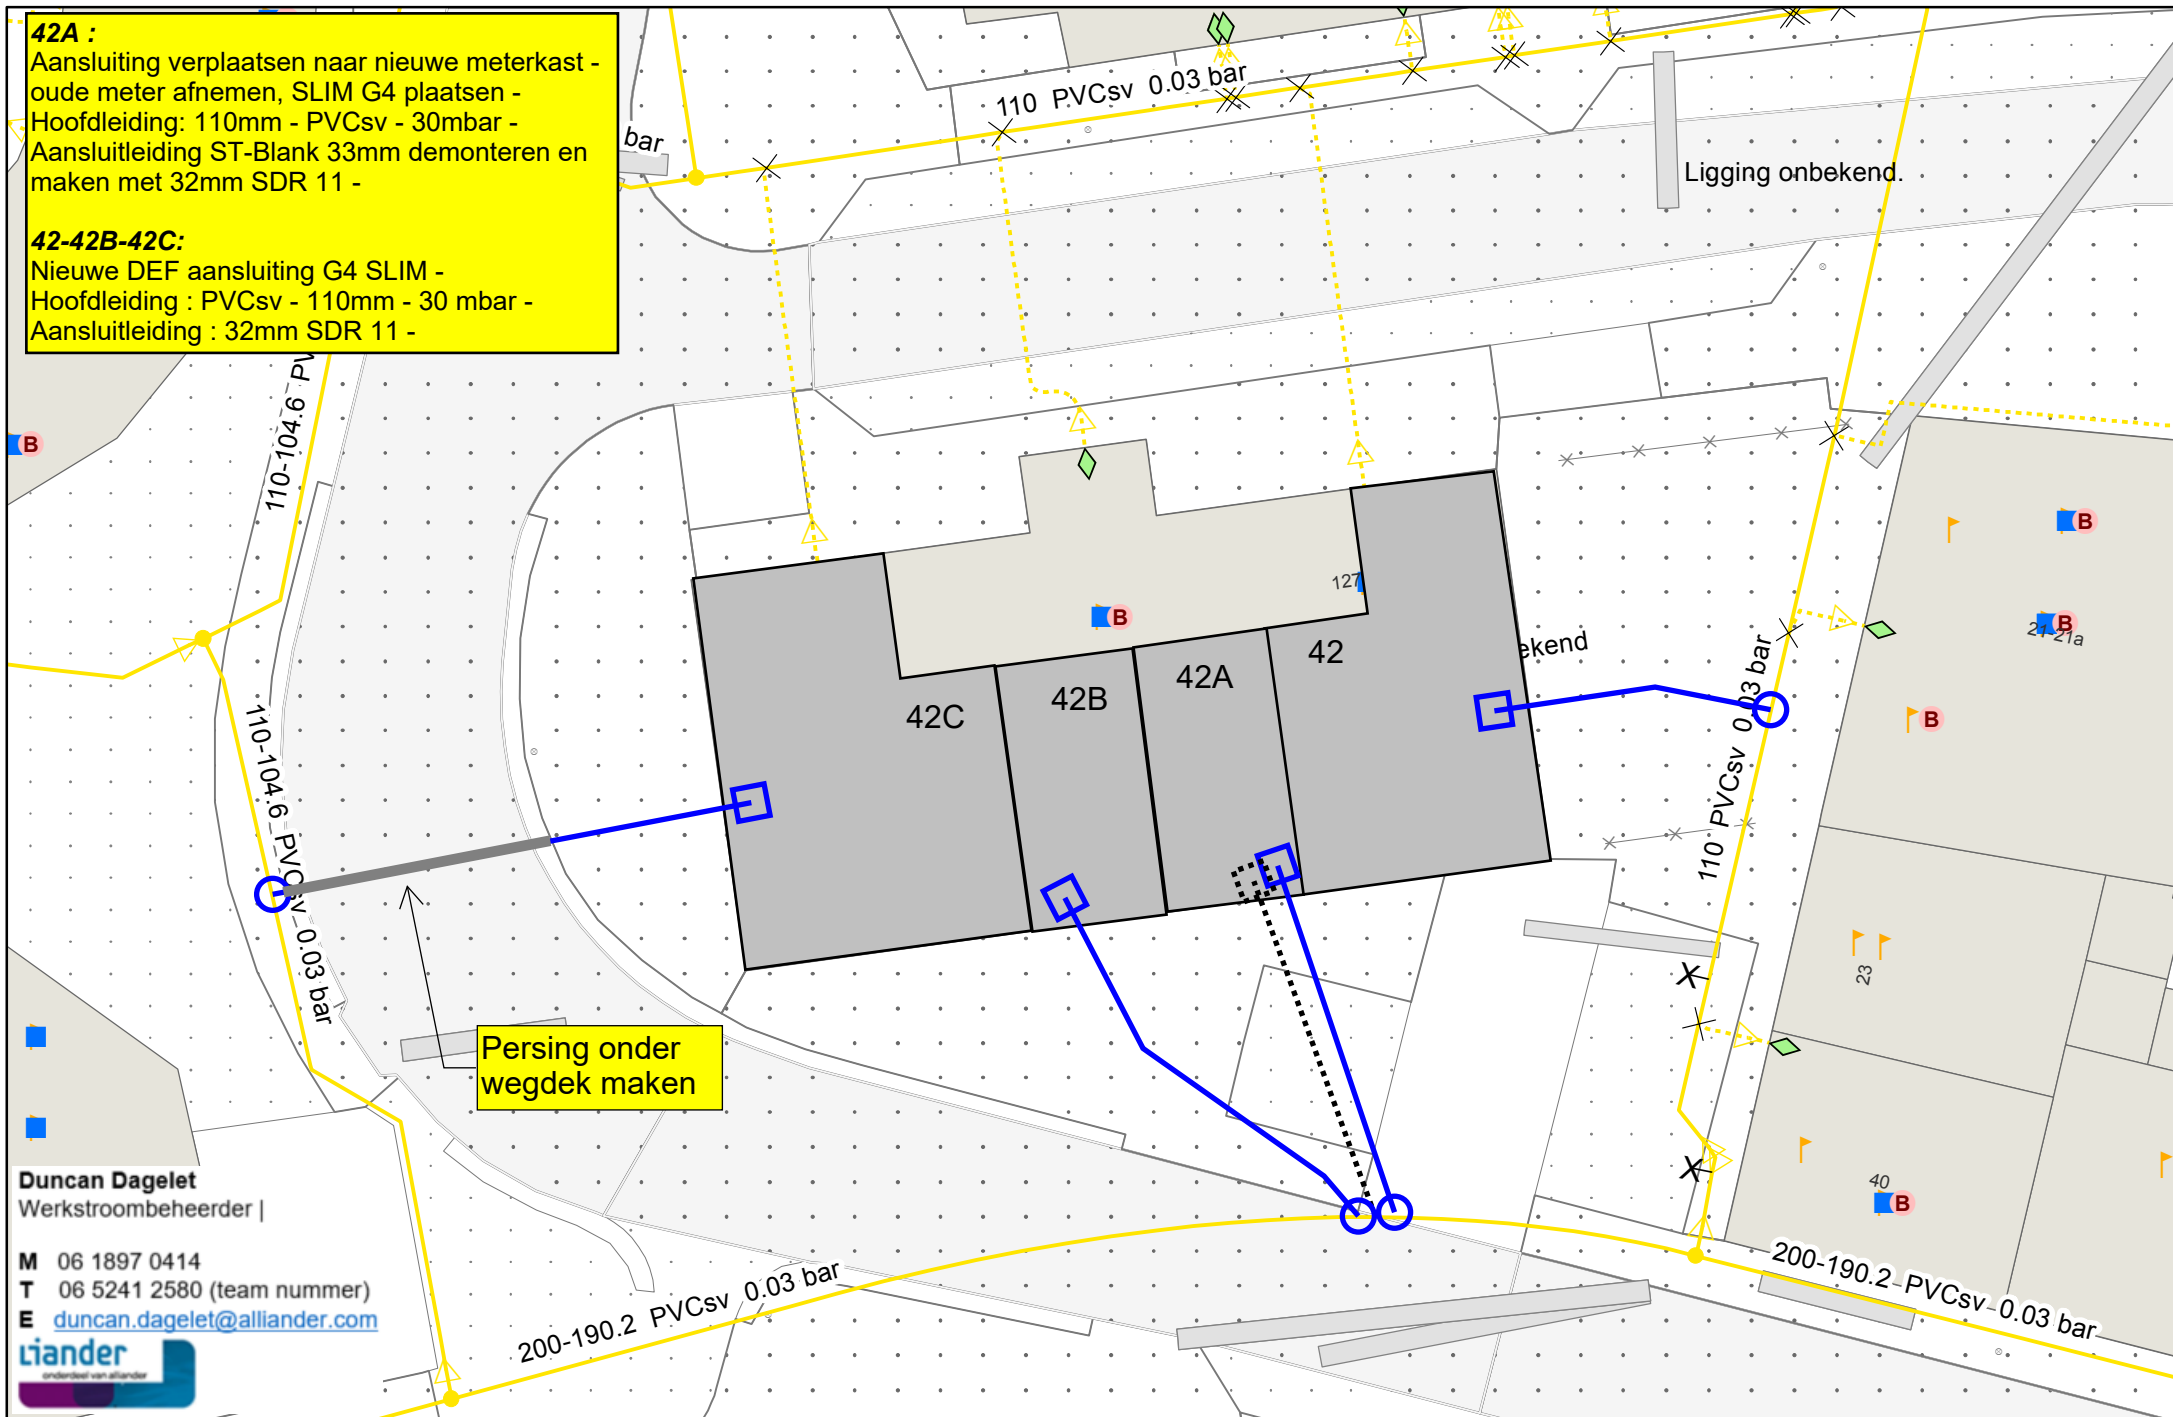 42A :
Aansluiting verplaatsen naar nieuwe meterkast -
oude meter afnemen, SLIM G4 plaatsen -
Hoofdleiding: 110mm - PVCsv - 30mbar -
Aansluitleiding ST-Blank 33mm demonteren en
maken met 32mm SDR 11 -
42-42B-42C:
Nieuwe DEF aansluiting G4 SLIM -
Hoofdleiding : PVCsv - 110mm - 30 mbar -
Aansluitleiding : 32mm SDR 11 -
bar
110 PVCsv 0.03 bar
Ligging onbekend.
110-104.6 PV
B
B
B
127
B
B
21-21a
ekend
42
42A
42B
42C
B
110 PVCsv 0.03 bar
110-104.6 PVCsv 0.03 bar
23
Persing onder
wegdek maken
40
B
200-190.2 PVCsv 0.03 bar
200-190.2 PVCsv 0.03 bar
Duncan Dagelet
Werkstroombeheerder |
M 06 1897 0414
T 06 5241 2580 (team nummer)
E duncan.dagelet@alliander.com
Liander
onderdeel van alliander